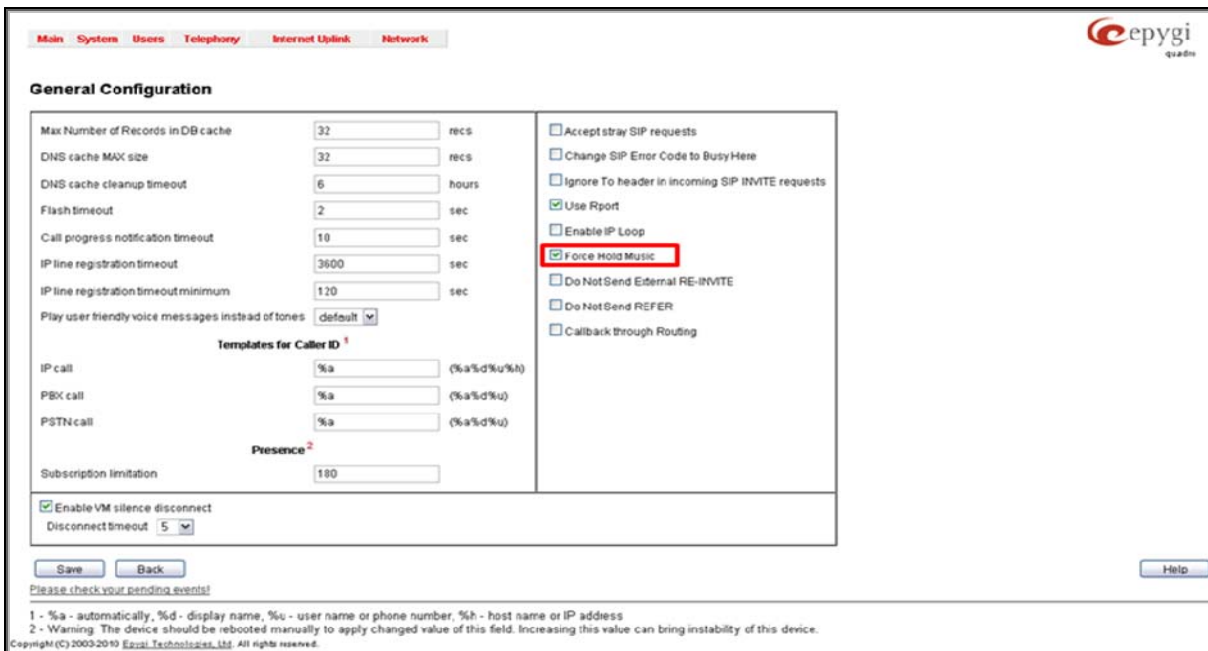 Main System Users Telephony Internet Uplink Network
epygi
quadro
General Configuration
Max Number of Records in DB cache 32 recs
DNS cache MAX size 32 recs
DNS cache cleanup timeout 6 hours
Flash timeout 2 sec
Call progress notification timeout 10 sec
IP line registration timeout 3600 sec
IP line registration timeout minimum 120 sec
Play user friendly voice messages instead of tones default
Templates for Caller ID 1
IP call %a (%a%d%u%h)
PBX call %a (%a%d%u)
PSTN call %a (%a%d%u)
Presence 2
Subscription limitation 180
Accept stray SIP requests
Change SIP Error Code to Busy Here
Ignore To header in incoming SIP INVITE requests
Use Rport
Enable IP Loop
Force Hold Music
Do Not Send External RE-INVITE
Do Not Send REFER
Callback through Routing
Enable VM silence disconnect
Disconnect timeout 5
Save Back Help
Please check your pending events!
1 - %a - automatically, %d - display name, %u - user name or phone number, %h - host name or IP address
2 - Warning: The device should be rebooted manually to apply changed value of this field. Increasing this value can bring instability of this device.
Copyright (C) 2003-2010 Epygi Technologies, Ltd. All rights reserved.